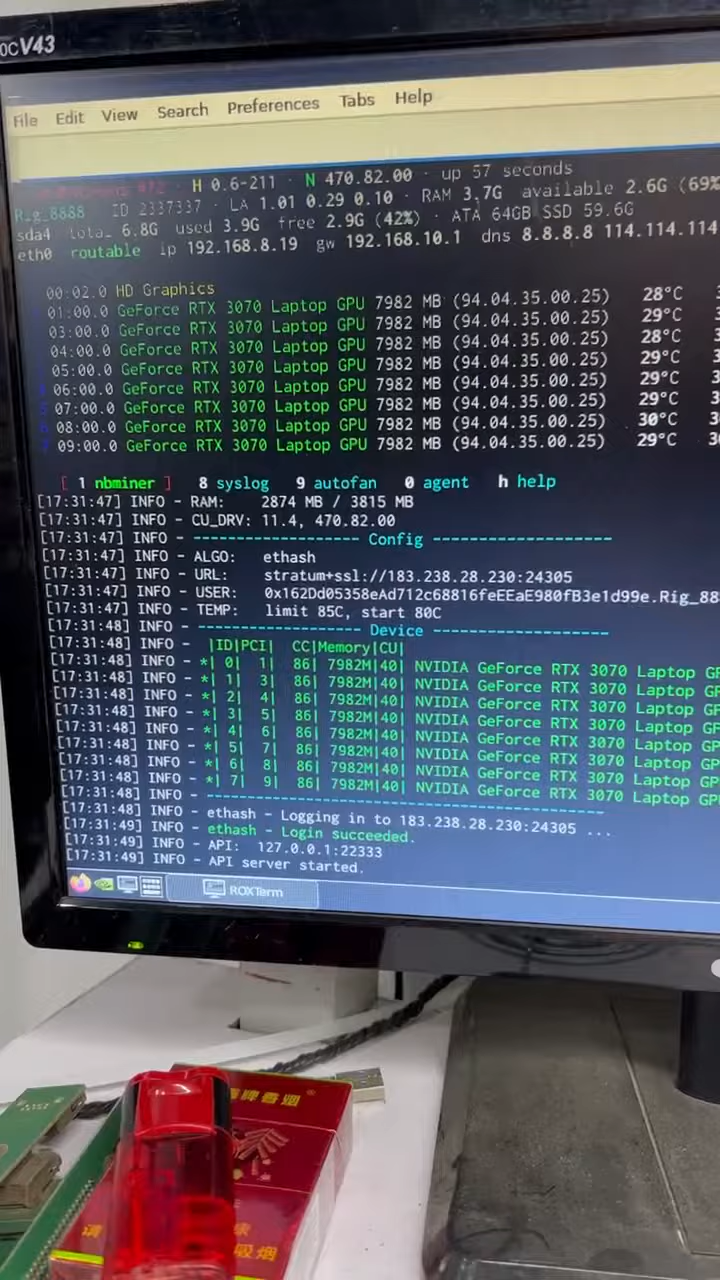 0CV43
File Edit View Search Preferences Tabs Help
H 0.6-211 · N 470.82.00 · up 57 seconds
Rig_8888 ID 2337337 · LA 1.01 0.29 0.10 · RAM 3.7G available 2.6G (69%
sda4 total 6.8G used 3.9G free 2.9G (42%) · ATA 64GB SSD 59.6G
eth0 routable ip 192.168.8.19 gw 192.168.10.1 dns 8.8.8.8 114.114.114
00:02.0 HD Graphics
01:00.0 GeForce RTX 3070 Laptop GPU 7982 MB (94.04.35.00.25) 28°C
03:00.0 GeForce RTX 3070 Laptop GPU 7982 MB (94.04.35.00.25) 29°C
04:00.0 GeForce RTX 3070 Laptop GPU 7982 MB (94.04.35.00.25) 28°C
05:00.0 GeForce RTX 3070 Laptop GPU 7982 MB (94.04.35.00.25) 29°C
06:00.0 GeForce RTX 3070 Laptop GPU 7982 MB (94.04.35.00.25) 29°C
07:00.0 GeForce RTX 3070 Laptop GPU 7982 MB (94.04.35.00.25) 29°C
08:00.0 GeForce RTX 3070 Laptop GPU 7982 MB (94.04.35.00.25) 30°C
09:00.0 GeForce RTX 3070 Laptop GPU 7982 MB (94.04.35.00.25) 29°C
[ 1 nbminer ] 8 syslog 9 autofan 0 agent h help
[17:31:47] INFO - RAM: 2874 MB / 3815 MB
[17:31:47] INFO - CU_DRV: 11.4, 470.82.00
[17:31:47] INFO - ------------------- Config -------------------
[17:31:47] INFO - ALGO: ethash
[17:31:47] INFO - URL: stratum+ssl://183.238.28.230:24305
[17:31:47] INFO - USER: 0x162Dd05358eAd712c68816feEEaE980fB3e1d99e.Rig_88
[17:31:47] INFO - TEMP: limit 85C, start 80C
[17:31:48] INFO - ------------------- Device -------------------
[17:31:48] INFO - |ID|PCI| CC|Memory|CU|
[17:31:48] INFO - *| 0| 1| 86| 7982M|40| NVIDIA GeForce RTX 3070 Laptop GP
[17:31:48] INFO - *| 1| 3| 86| 7982M|40| NVIDIA GeForce RTX 3070 Laptop GP
[17:31:48] INFO - *| 2| 4| 86| 7982M|40| NVIDIA GeForce RTX 3070 Laptop GP
[17:31:48] INFO - *| 3| 5| 86| 7982M|40| NVIDIA GeForce RTX 3070 Laptop GP
[17:31:48] INFO - *| 4| 6| 86| 7982M|40| NVIDIA GeForce RTX 3070 Laptop GP
[17:31:48] INFO - *| 5| 7| 86| 7982M|40| NVIDIA GeForce RTX 3070 Laptop GP
[17:31:48] INFO - *| 6| 8| 86| 7982M|40| NVIDIA GeForce RTX 3070 Laptop GP
[17:31:48] INFO - *| 7| 9| 86| 7982M|40| NVIDIA GeForce RTX 3070 Laptop GP
[17:31:48] INFO - ----------------------------------------------
[17:31:48] INFO - ethash - Logging in to 183.238.28.230:24305 ...
[17:31:49] INFO - ethash - Login succeeded.
[17:31:49] INFO - API: 127.0.0.1:22333
[17:31:49] INFO - API server started.
ROXTerm
牌香烟
请
吸烟